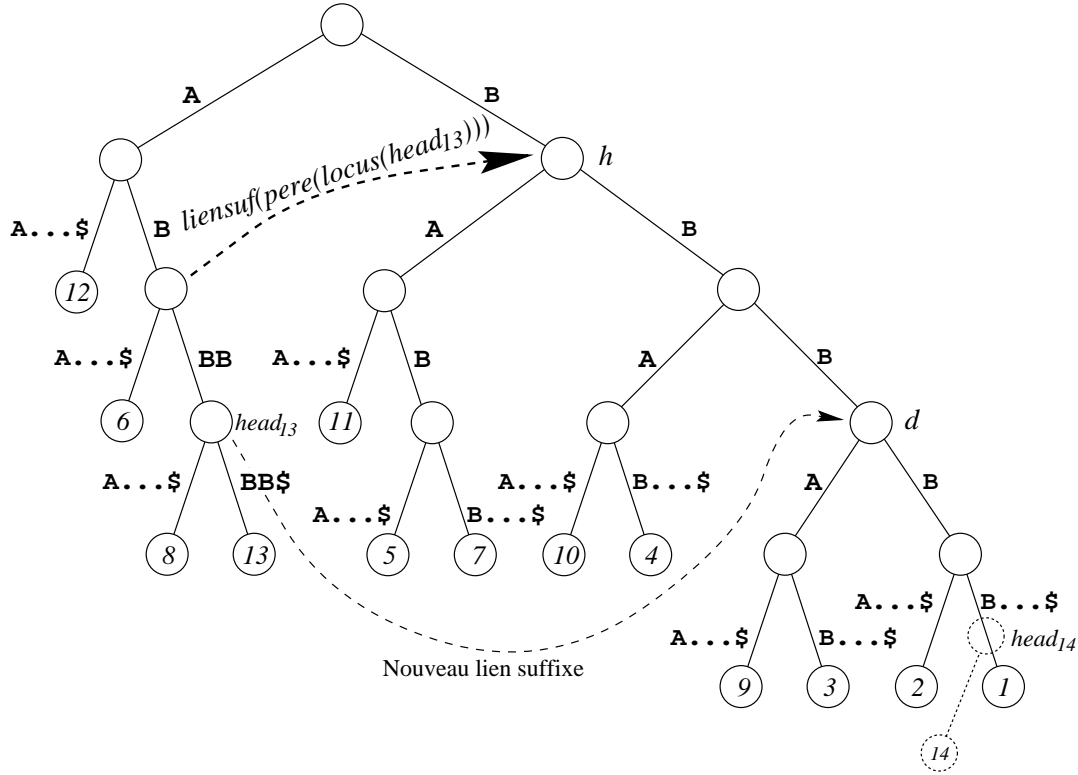 A
B
liensuf(pere(locus(head13)))
h
A...$
B
A
B
12
A...$
BB
A...$
B
A
B
6
head13
11
d
A...$
BB$
A...$
B...$
A...$
B...$
A
B
8
13
5
7
10
4
A...$
B...$
A...$
B...$
head14
Nouveau lien suffixe
9
3
2
1
14